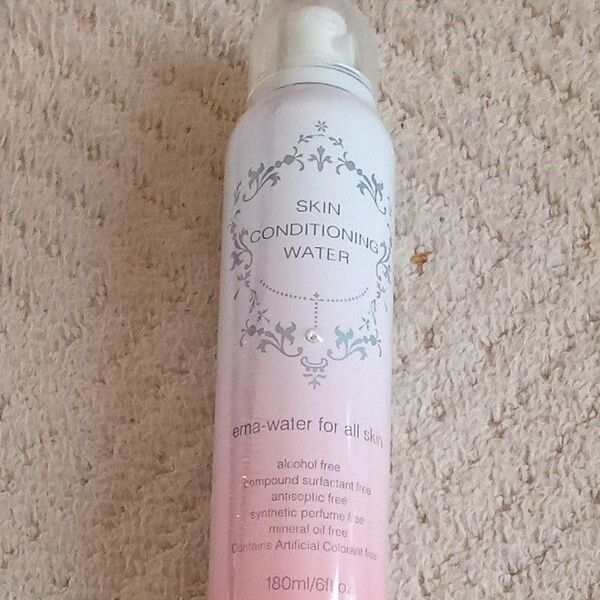 SKIN
CONDITIONING
WATER
ema-water for all skin
alcohol free
compound surfactant free
antiseptic free
synthetic perfume free
mineral oil free
Contains Artificial Colorant free
180ml/6fl oz